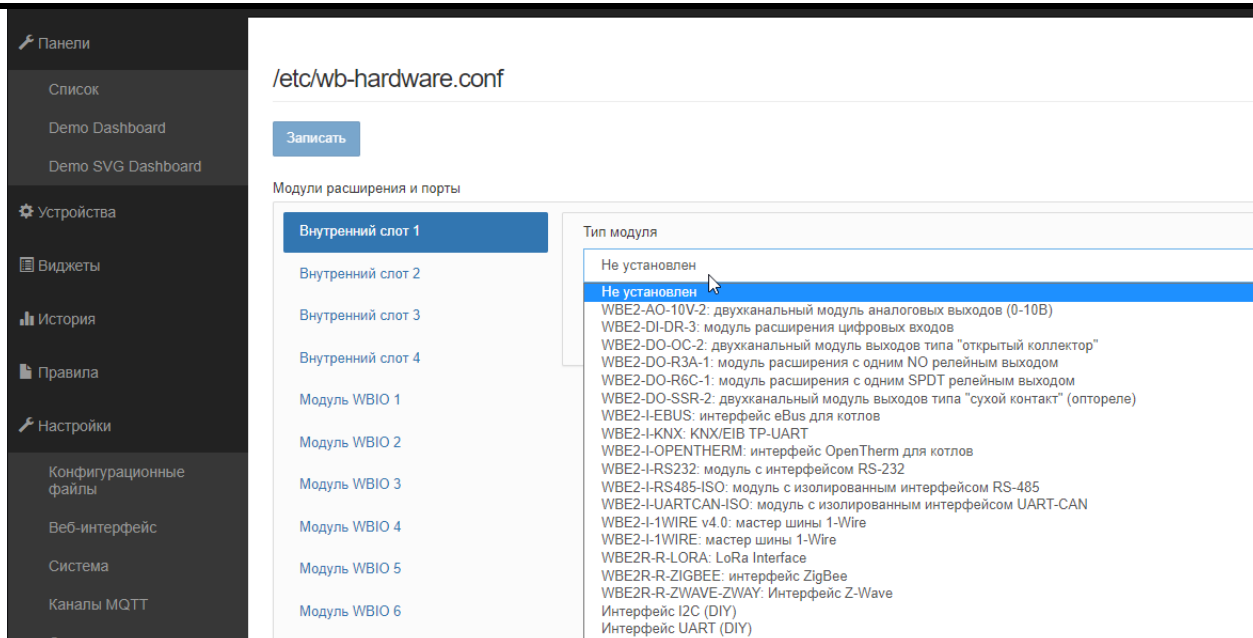 Панели
Список
Demo Dashboard
Demo SVG Dashboard
Устройства
Виджеты
История
Правила
Настройки
Конфигурационные
файлы
Веб-интерфейс
Система
Каналы MQTT
/etc/wb-hardware.conf
Записать
Модули расширения и порты
Внутренний слот 1
Внутренний слот 2
Внутренний слот 3
Внутренний слот 4
Модуль WBIO 1
Модуль WBIO 2
Модуль WBIO 3
Модуль WBIO 4
Модуль WBIO 5
Модуль WBIO 6
Тип модуля
Не установлен
Не установлен
WBE2-AO-10V-2: двухканальный модуль аналоговых выходов (0-10В)
WBE2-DI-DR-3: модуль расширения цифровых входов
WBE2-DO-OC-2: двухканальный модуль выходов типа "открытый коллектор"
WBE2-DO-R3A-1: модуль расширения с одним NO релейным выходом
WBE2-DO-R6C-1: модуль расширения с одним SPDT релейным выходом
WBE2-DO-SSR-2: двухканальный модуль выходов типа "сухой контакт" (оптореле)
WBE2-I-EBUS: интерфейс eBus для котлов
WBE2-I-KNX: KNX/EIB TP-UART
WBE2-I-OPENTHERM: интерфейс OpenTherm для котлов
WBE2-I-RS232: модуль с интерфейсом RS-232
WBE2-I-RS485-ISO: модуль с изолированным интерфейсом RS-485
WBE2-I-UARTCAN-ISO: модуль с изолированным интерфейсом UART-CAN
WBE2-I-1WIRE v4.0: мастер шины 1-Wire
WBE2-I-1WIRE: мастер шины 1-Wire
WBE2R-R-LORA: LoRa Interface
WBE2R-R-ZIGBEE: интерфейс ZigBee
WBE2R-R-ZWAVE-ZWAY: Интерфейс Z-Wave
Интерфейс I2C (DIY)
Интерфейс UART (DIY)